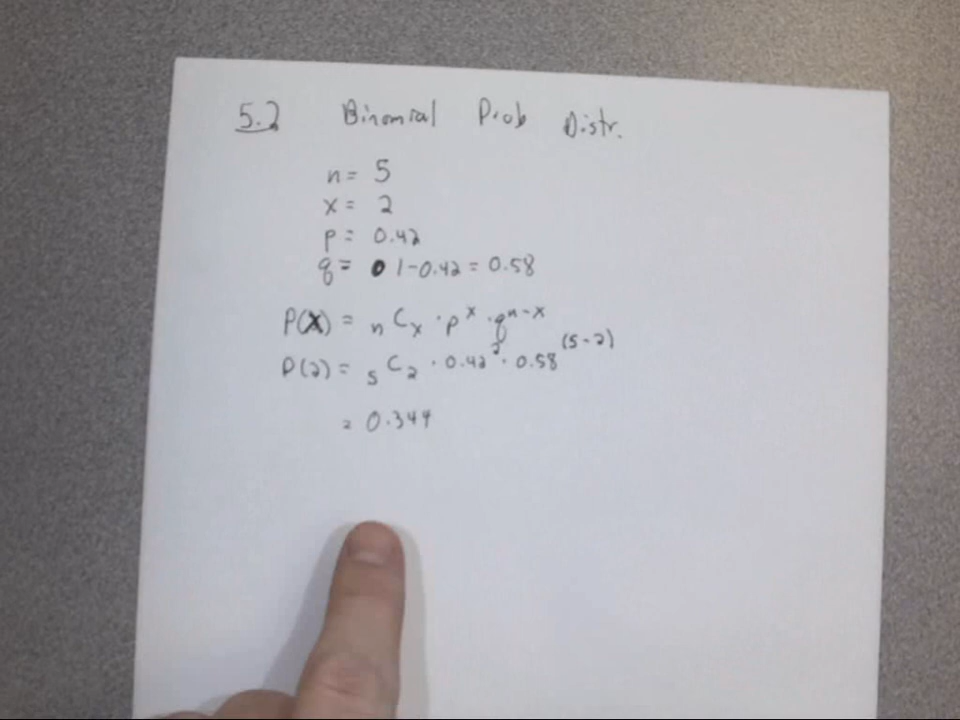 5.2 Binomial Prob Distr.
n = 5
x = 2
p = 0.42
q = 1-0.42 = 0.58
P(X) = nCx · p^x · q^n-x
P(2) = 5C2 · 0.42^2 · 0.58^(5-2)
= 0.344